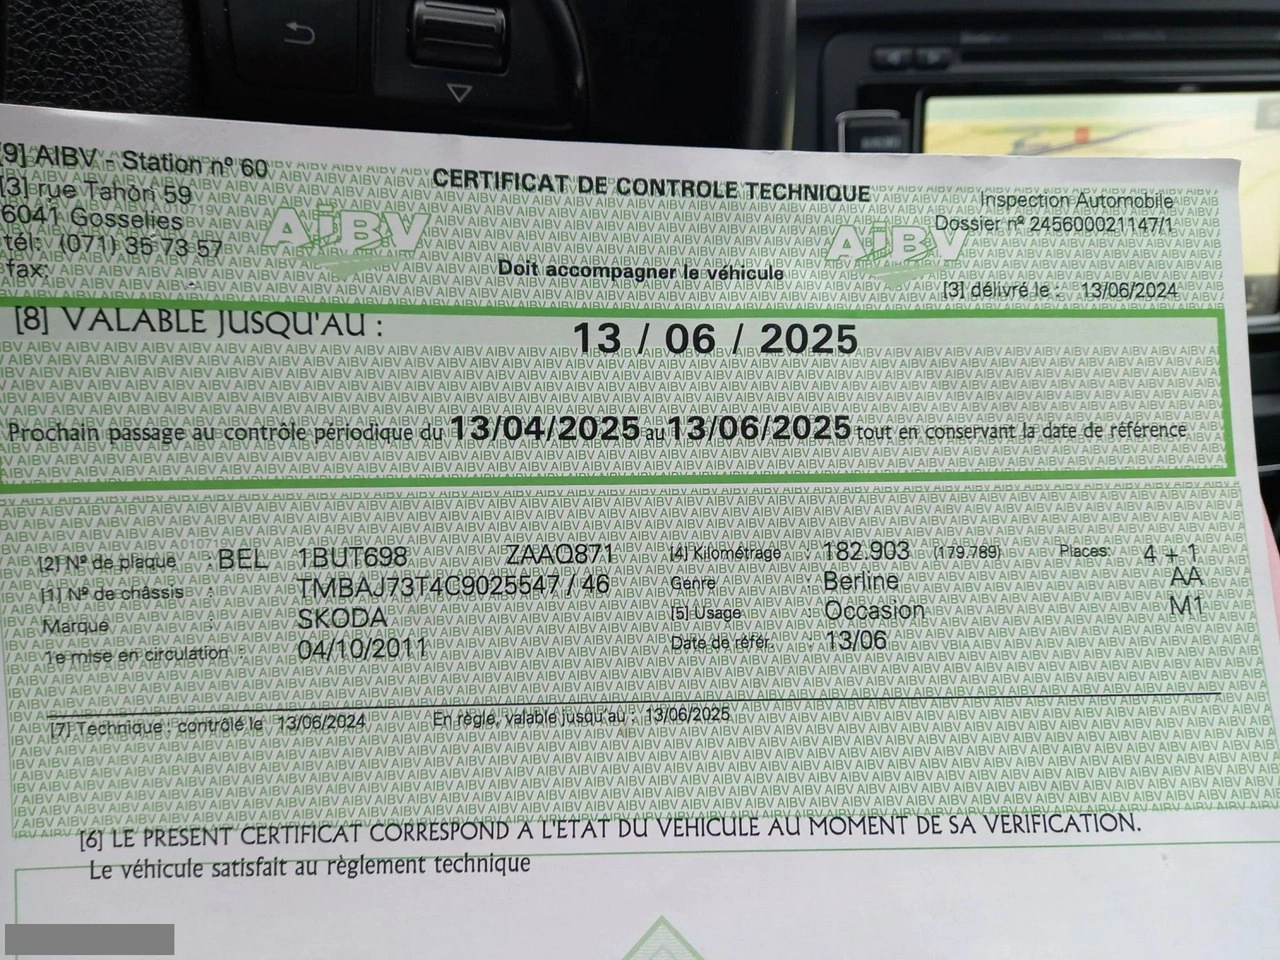 [9] AIBV - Station n° 60
[3] rue Tahon 59
6041 Gosselies
tél: (071) 35 73 57
fax:
CERTIFICAT DE CONTROLE TECHNIQUE
AiBV
AiBV
Doit accompagner le véhicule
Inspection Automobile
Dossier n° 245600021147/1
[3] délivré le : 13/06/2024
[8] VALABLE JUSQU'AU : 13 / 06 / 2025
Prochain passage au contrôle périodique du 13/04/2025 au 13/06/2025 tout en conservant la date de référence
[2] N° de plaque : BEL 1BUT698 ZAAQ871
[1] N° de châssis : TMBAJ73T4C9025547 / 46
Marque : SKODA
1e mise en circulation : 04/10/2011
[4] Kilométrage : 182.903 (179.789) Places: 4 + 1
Genre : Berline AA
[5] Usage : Occasion M1
Date de référ. : 13/06
[7] Technique : contrôlé le 13/06/2024 En règle, valable jusqu'au : 13/06/2025
[6] LE PRESENT CERTIFICAT CORRESPOND A L'ETAT DU VEHICULE AU MOMENT DE SA VERIFICATION.
Le véhicule satisfait au règlement technique